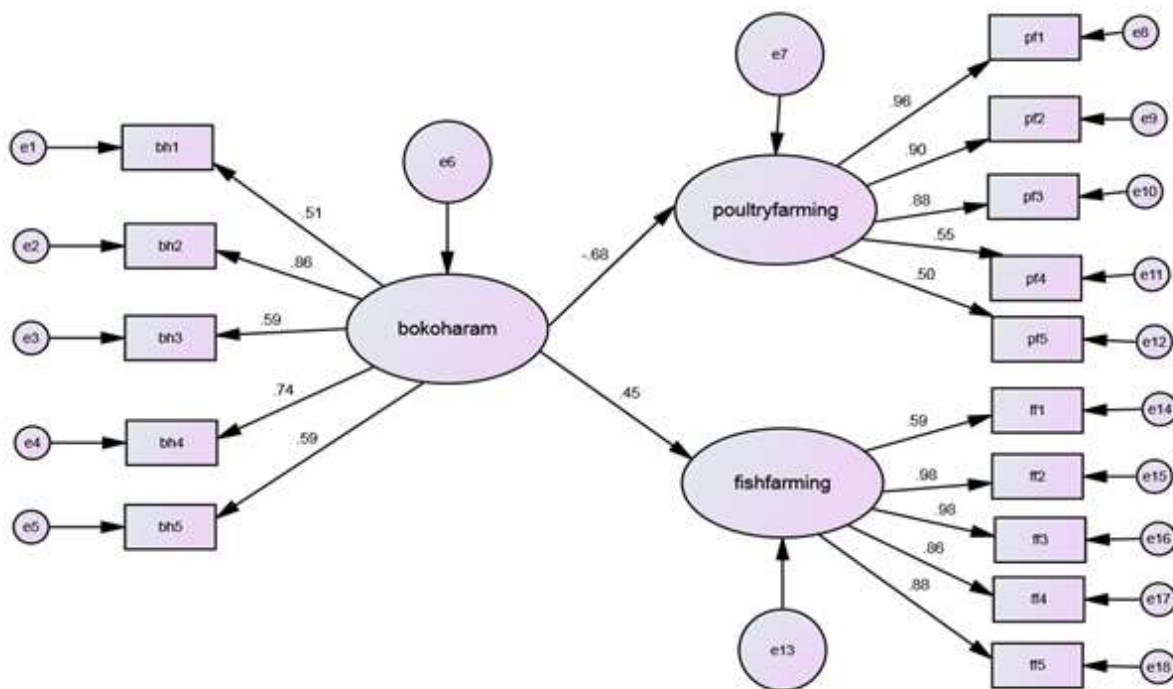 e7
pf1
e8
.96
e1
bh1
e6
pf2
e9
.90
.51
poultryfarming
.88
pf3
e10
e2
bh2
.86
-.68
.55
pf4
e11
.50
e3
bh3
.59
bokoharam
pf5
e12
.74
.45
ff1
e14
.59
e4
bh4
.59
fishfarming
.98
ff2
e15
.98
ff3
e16
e5
bh5
.86
.88
ff4
e17
e13
ff5
e18